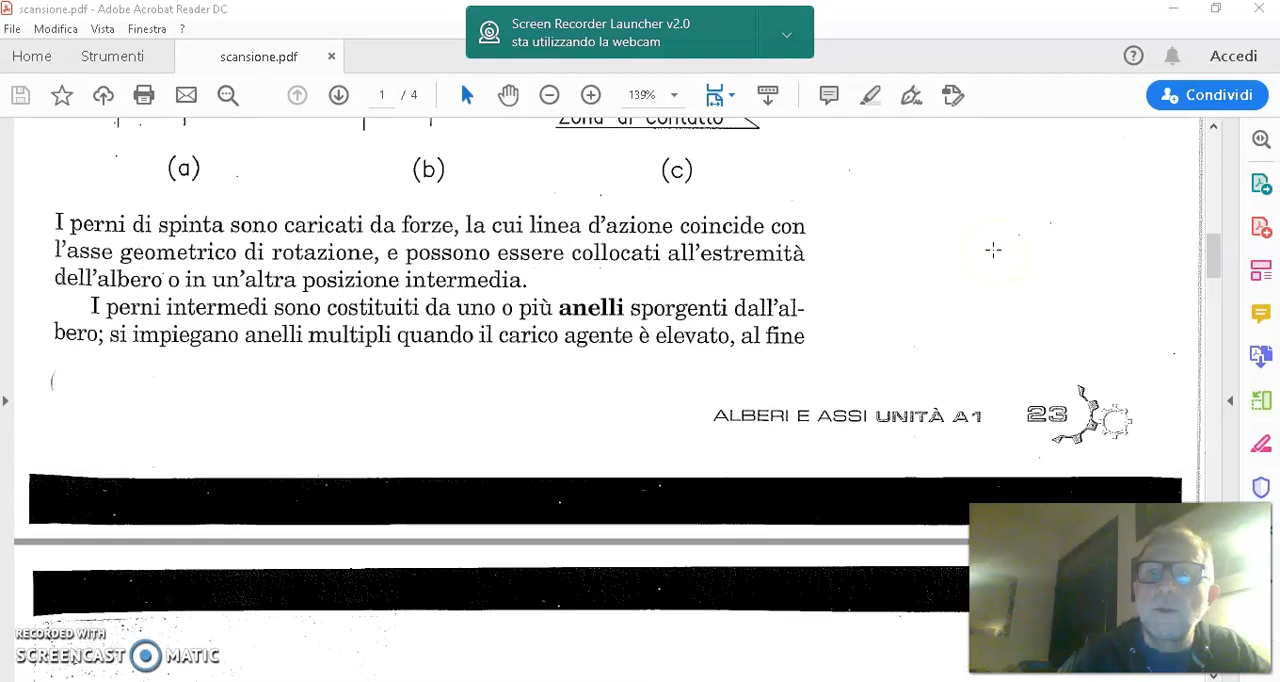 scansione.pdf - Adobe Acrobat Reader DC
Screen Recorder Launcher v2.0
sta utilizzando la webcam
File Modifica Vista Finestra ?
Home Strumenti scansione.pdf × ? Accedi
1 / 4 139% Condividi
Zona di contatto
(a) (b) (c)
I perni di spinta sono caricati da forze, la cui linea d'azione coincide con
l'asse geometrico di rotazione, e possono essere collocati all'estremità
dell'albero o in un'altra posizione intermedia.
I perni intermedi sono costituiti da uno o più anelli sporgenti dall'al-
bero; si impiegano anelli multipli quando il carico agente è elevato, al fine
ALBERI E ASSI UNITÀ A1 23
RECORDED WITH
SCREENCAST MATIC